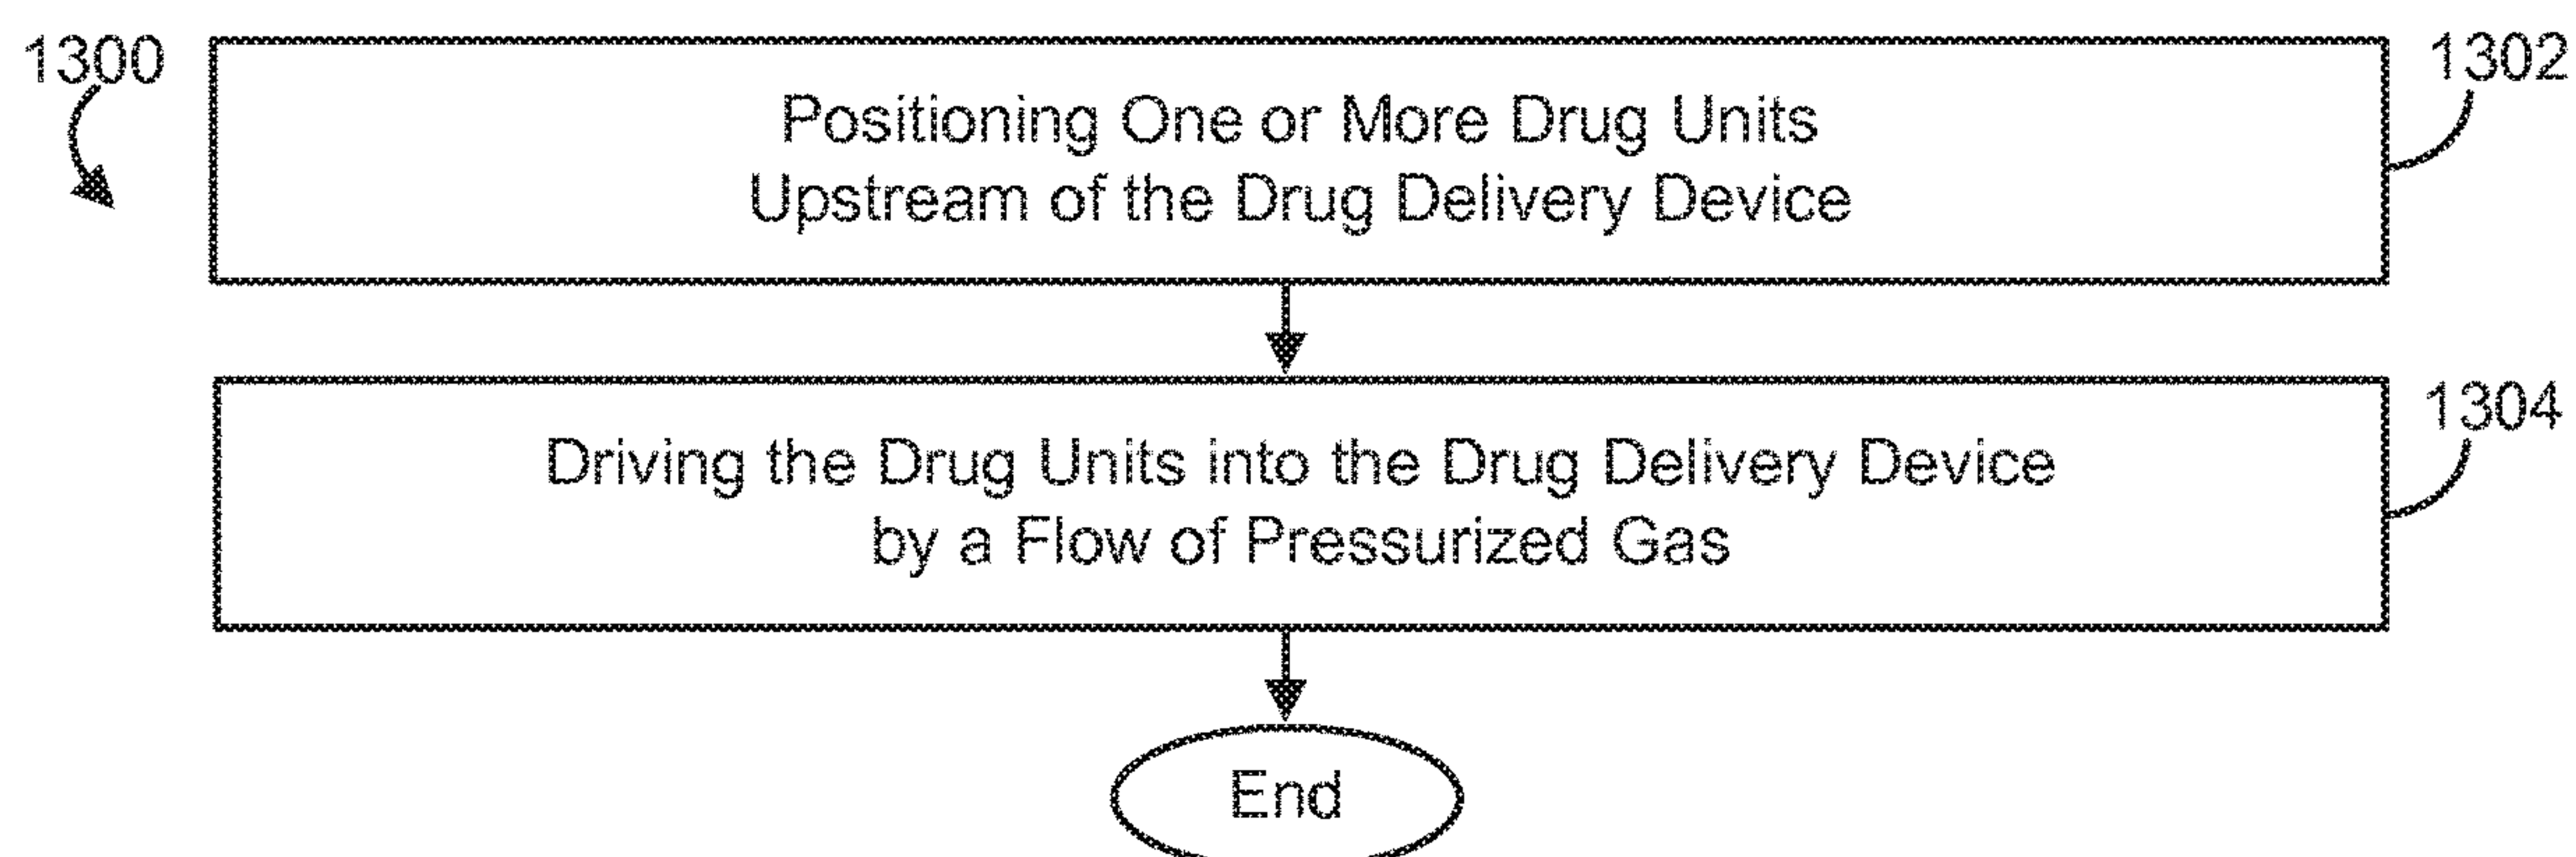 1300
1302
Positioning One or More Drug Units
Upstream of the Drug Delivery Device
1304
Driving the Drug Units into the Drug Delivery Device
by a Flow of Pressurized Gas
End